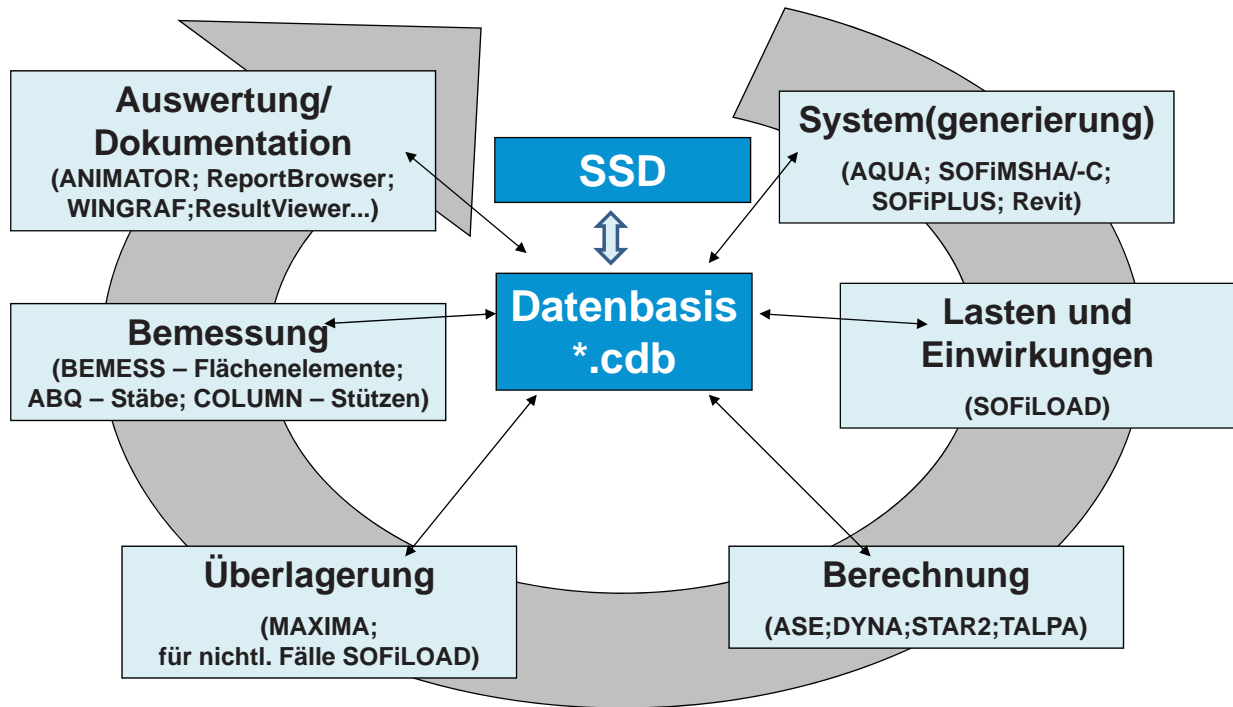 Auswertung/
Dokumentation
(ANIMATOR; ReportBrowser;
WINGRAF;ResultViewer...)
SSD
System(generierung)
(AQUA; SOFiMSHA/-C;
SOFiPLUS; Revit)
Datenbasis
*.cdb
Bemessung
(BEMESS – Flächenelemente;
ABQ – Stäbe; COLUMN – Stützen)
Lasten und
Einwirkungen
(SOFiLOAD)
Überlagerung
(MAXIMA;
für nichtl. Fälle SOFiLOAD)
Berechnung
(ASE;DYNA;STAR2;TALPA)